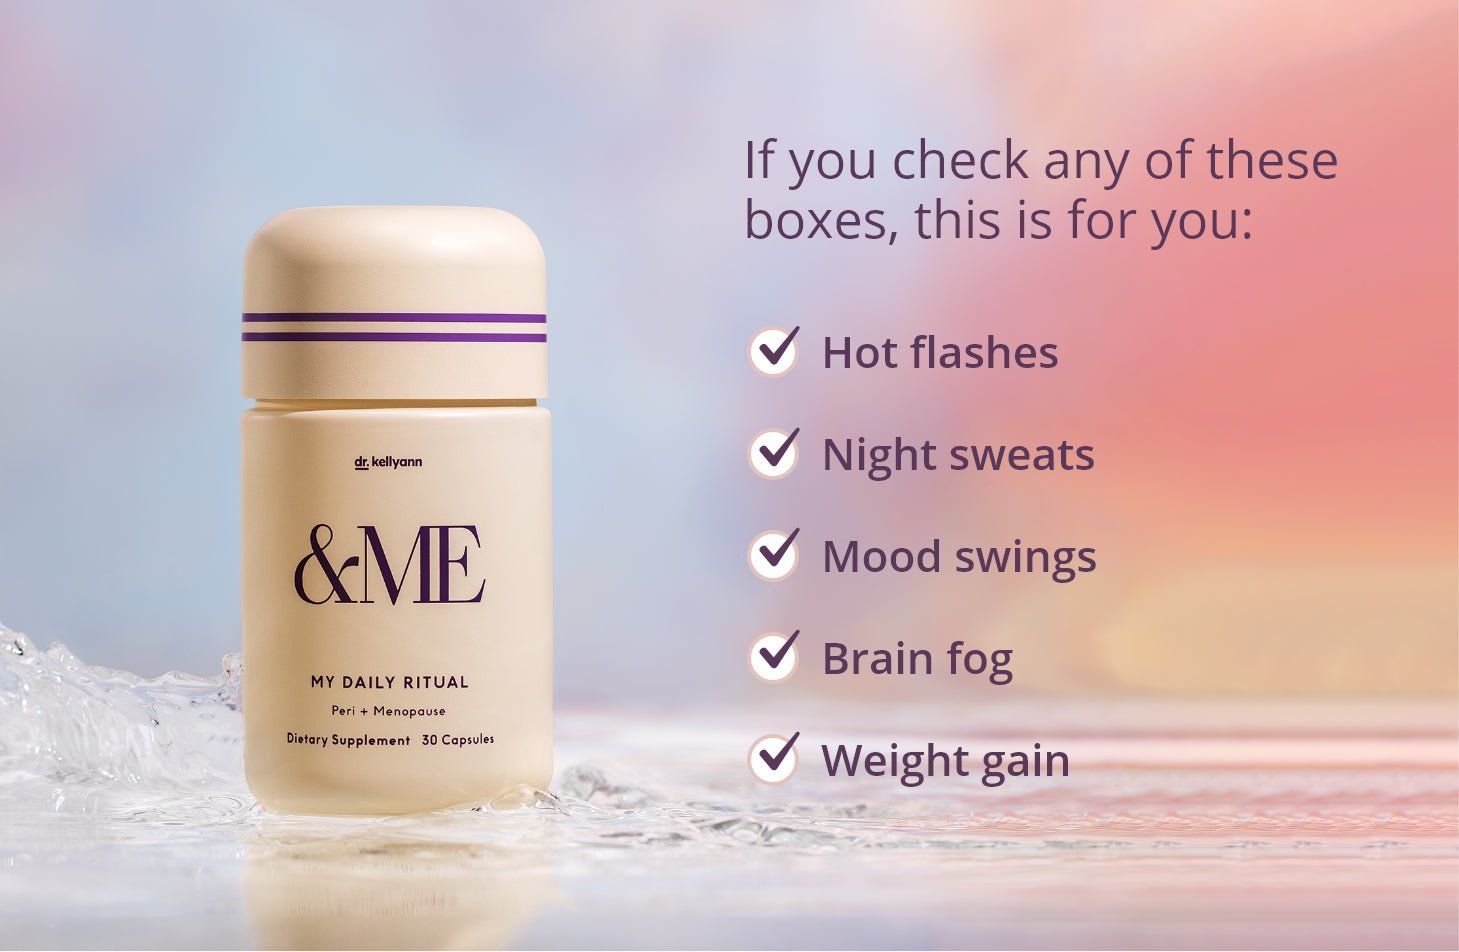 dr. kellyann
&ME
MY DAILY RITUAL
Peri + Menopause
Dietary Supplement 30 Capsules
If you check any of these
boxes, this is for you:
Hot flashes
Night sweats
Mood swings
Brain fog
Weight gain